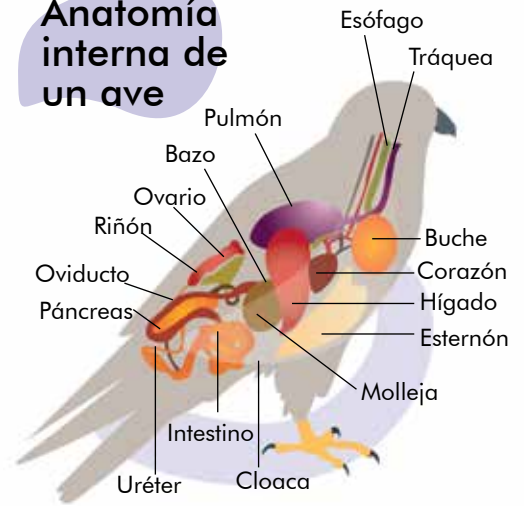 Anatomía
interna de
un ave
Esófago
Tráquea
Pulmón
Bazo
Ovario
Riñón
Oviducto
Páncreas
Buche
Corazón
Hígado
Esternón
Molleja
Intestino
Uréter
Cloaca